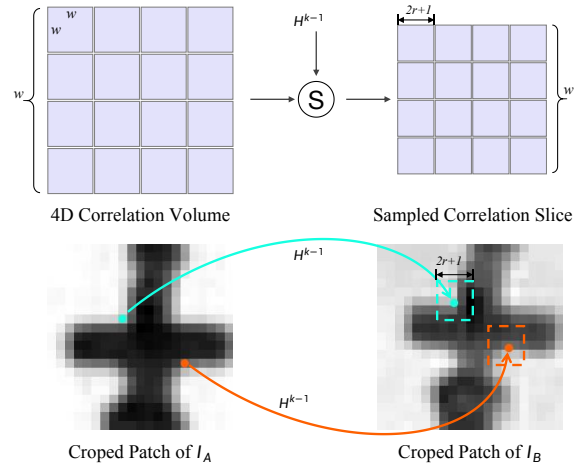 w
w
w
H^{k-1}
S
2r+1
w
4D Correlation Volume
Sampled Correlation Slice
H^{k-1}
2r+1
H^{k-1}
Croped Patch of I_A
Croped Patch of I_B